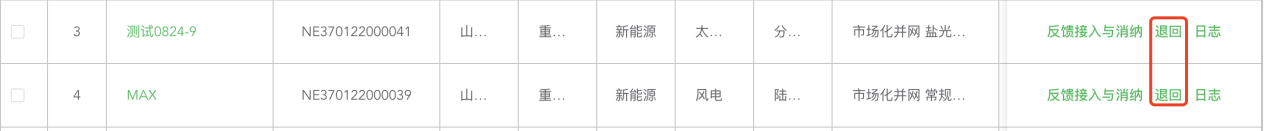 3 测试0824-9 NE370122000041 山... 重... 新能源 太... 分... 市场化并网 盐光... 反馈接入与消纳 退回 日志
4 MAX NE370122000039 山... 重... 新能源 风电 陆... 市场化并网 常规... 反馈接入与消纳 退回 日志